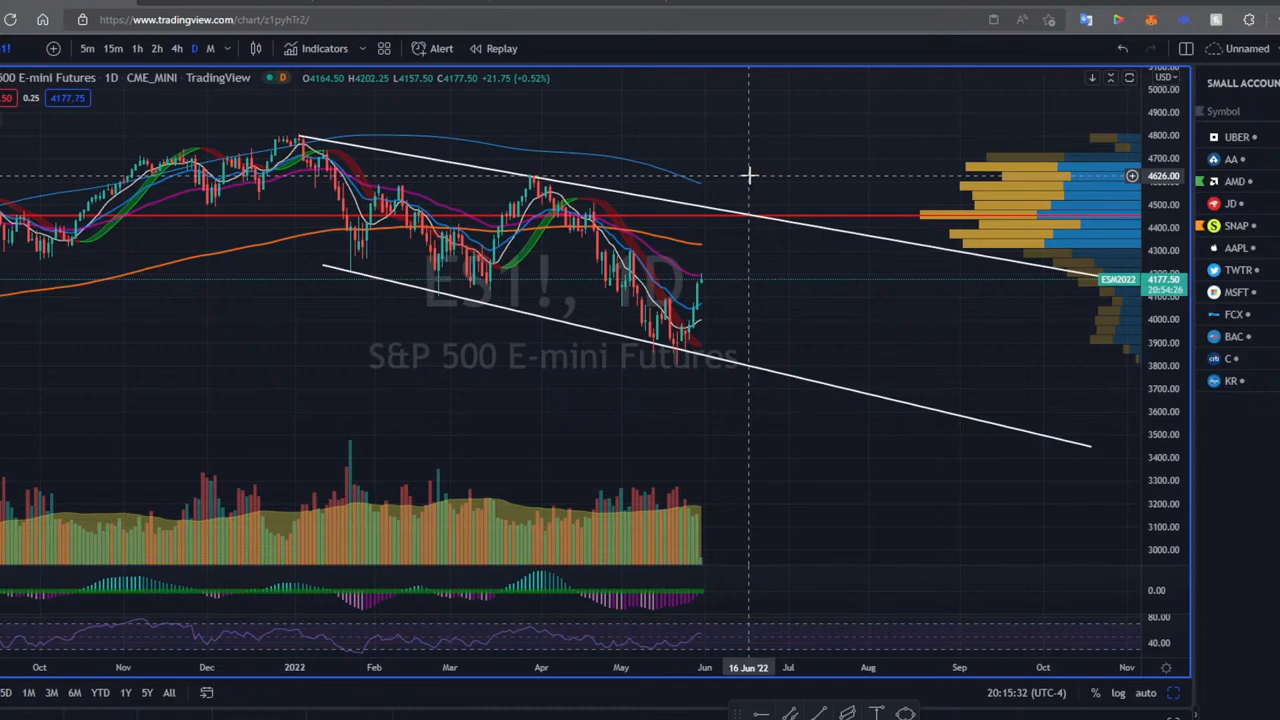 https://www.tradingview.com/chart/z1pyhTr2/
1! 5m 15m 1h 2h 4h D M Indicators Alert Replay Unnamed
500 E-mini Futures · 1D · CME_MINI · TradingView D O4164.50 H4202.25 L4157.50 C4177.50 +21.75 (+0.52%) USD
.50 0.25 4177.75
SMALL ACCOUN
Symbol
UBER
AA
AMD
JD
SNAP
AAPL
TWTR
MSFT
FCX
BAC
C
KR
5000.00
4900.00
4800.00
4700.00
4626.00
4500.00
4400.00
4300.00
ESM2022 4177.50
20:54:26
4000.00
3900.00
3800.00
3700.00
3600.00
3500.00
3400.00
3300.00
3200.00
3100.00
3000.00
0.00
80.00
40.00
ES1!, 1D
S&P 500 E-mini Futures
Oct Nov Dec 2022 Feb Mar Apr May Jun 16 Jun '22 Jul Aug Sep Oct Nov
5D 1M 3M 6M YTD 1Y 5Y All 20:15:32 (UTC-4) % log auto